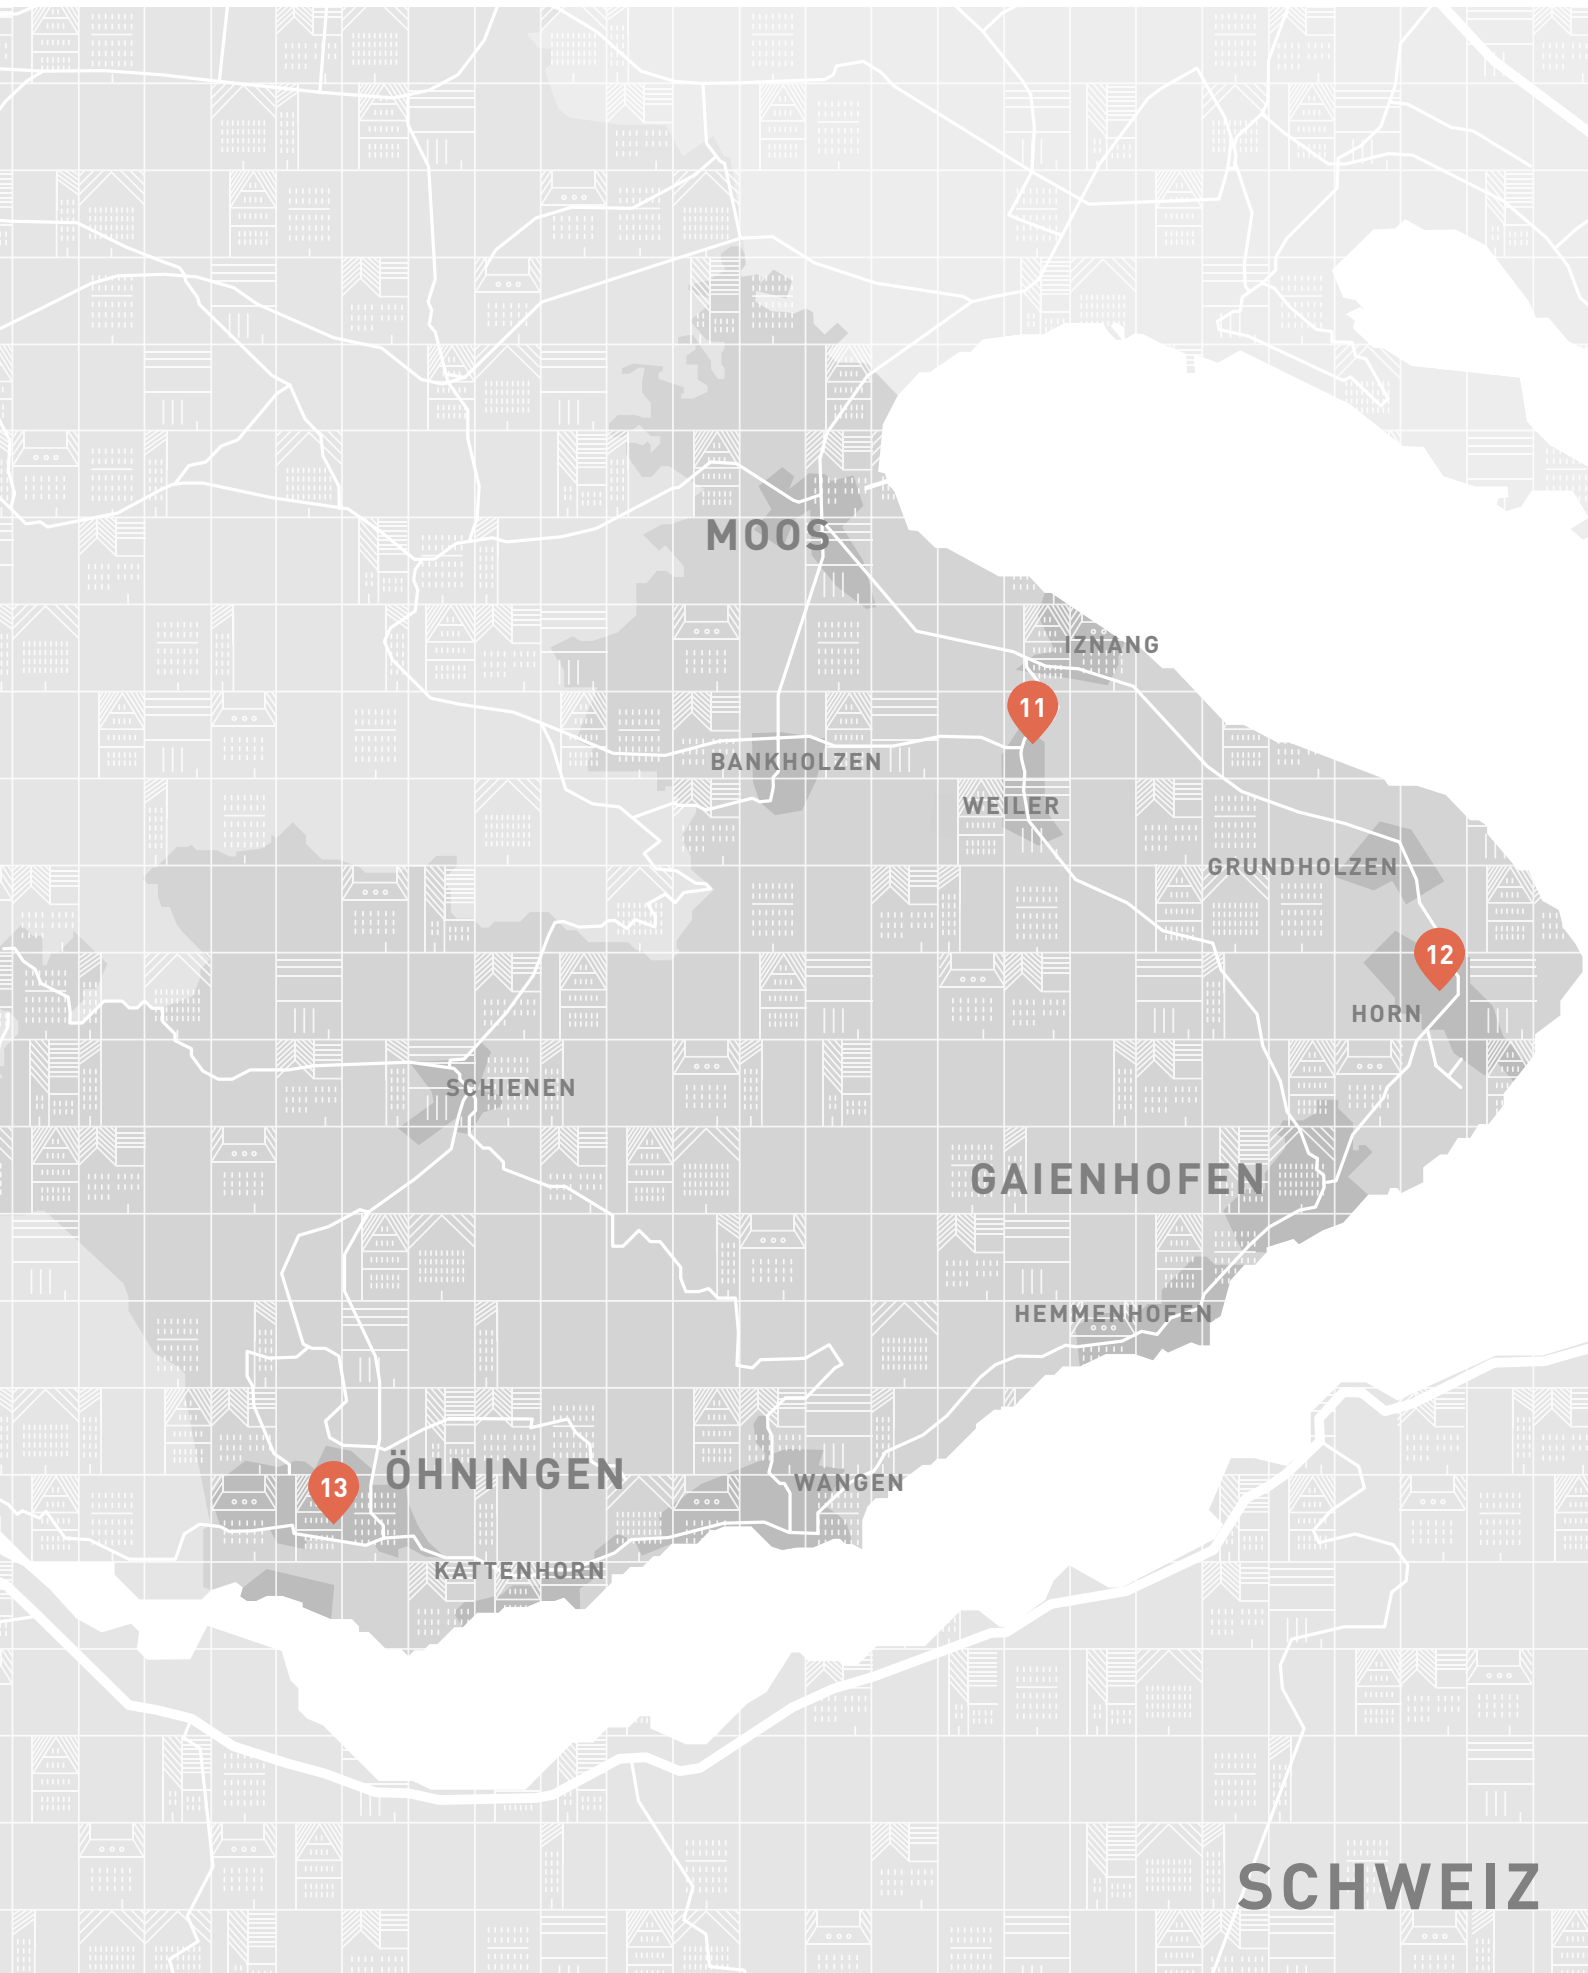 MOOS
IZNANG
11
BANKHOLZEN
WEILER
GRUNDHOLZEN
12
HORN
SCHIENEN
GAIENHOFEN
HEMMENHOFEN
ÖHNINGEN
13
WANGEN
KATTENHORN
SCHWEIZ